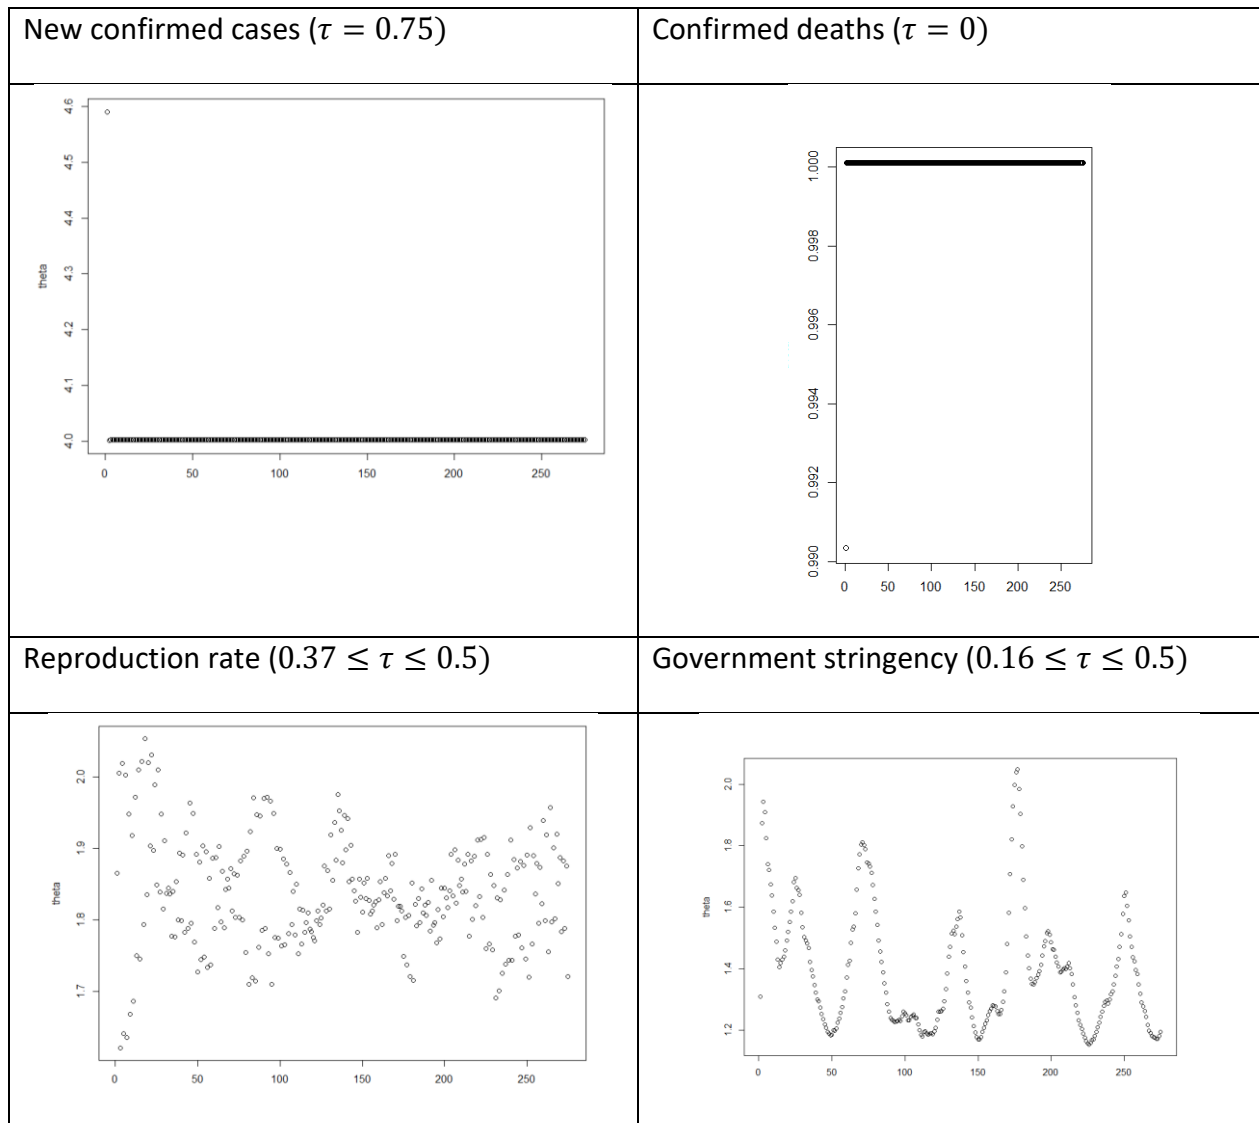 New confirmed cases (τ = 0.75)
Confirmed deaths (τ = 0)
4.6
4.5
4.4
4.3
4.2
4.1
4.0
theta
0 50 100 150 200 250
1.000
0.998
0.996
0.994
0.992
0.990
0 50 100 150 200 250
Reproduction rate (0.37 ≤ τ ≤ 0.5)
Government stringency (0.16 ≤ τ ≤ 0.5)
2.0
1.9
1.8
1.7
theta
0 50 100 150 200 250
2.0
1.8
1.6
1.4
1.2
theta
0 50 100 150 200 250